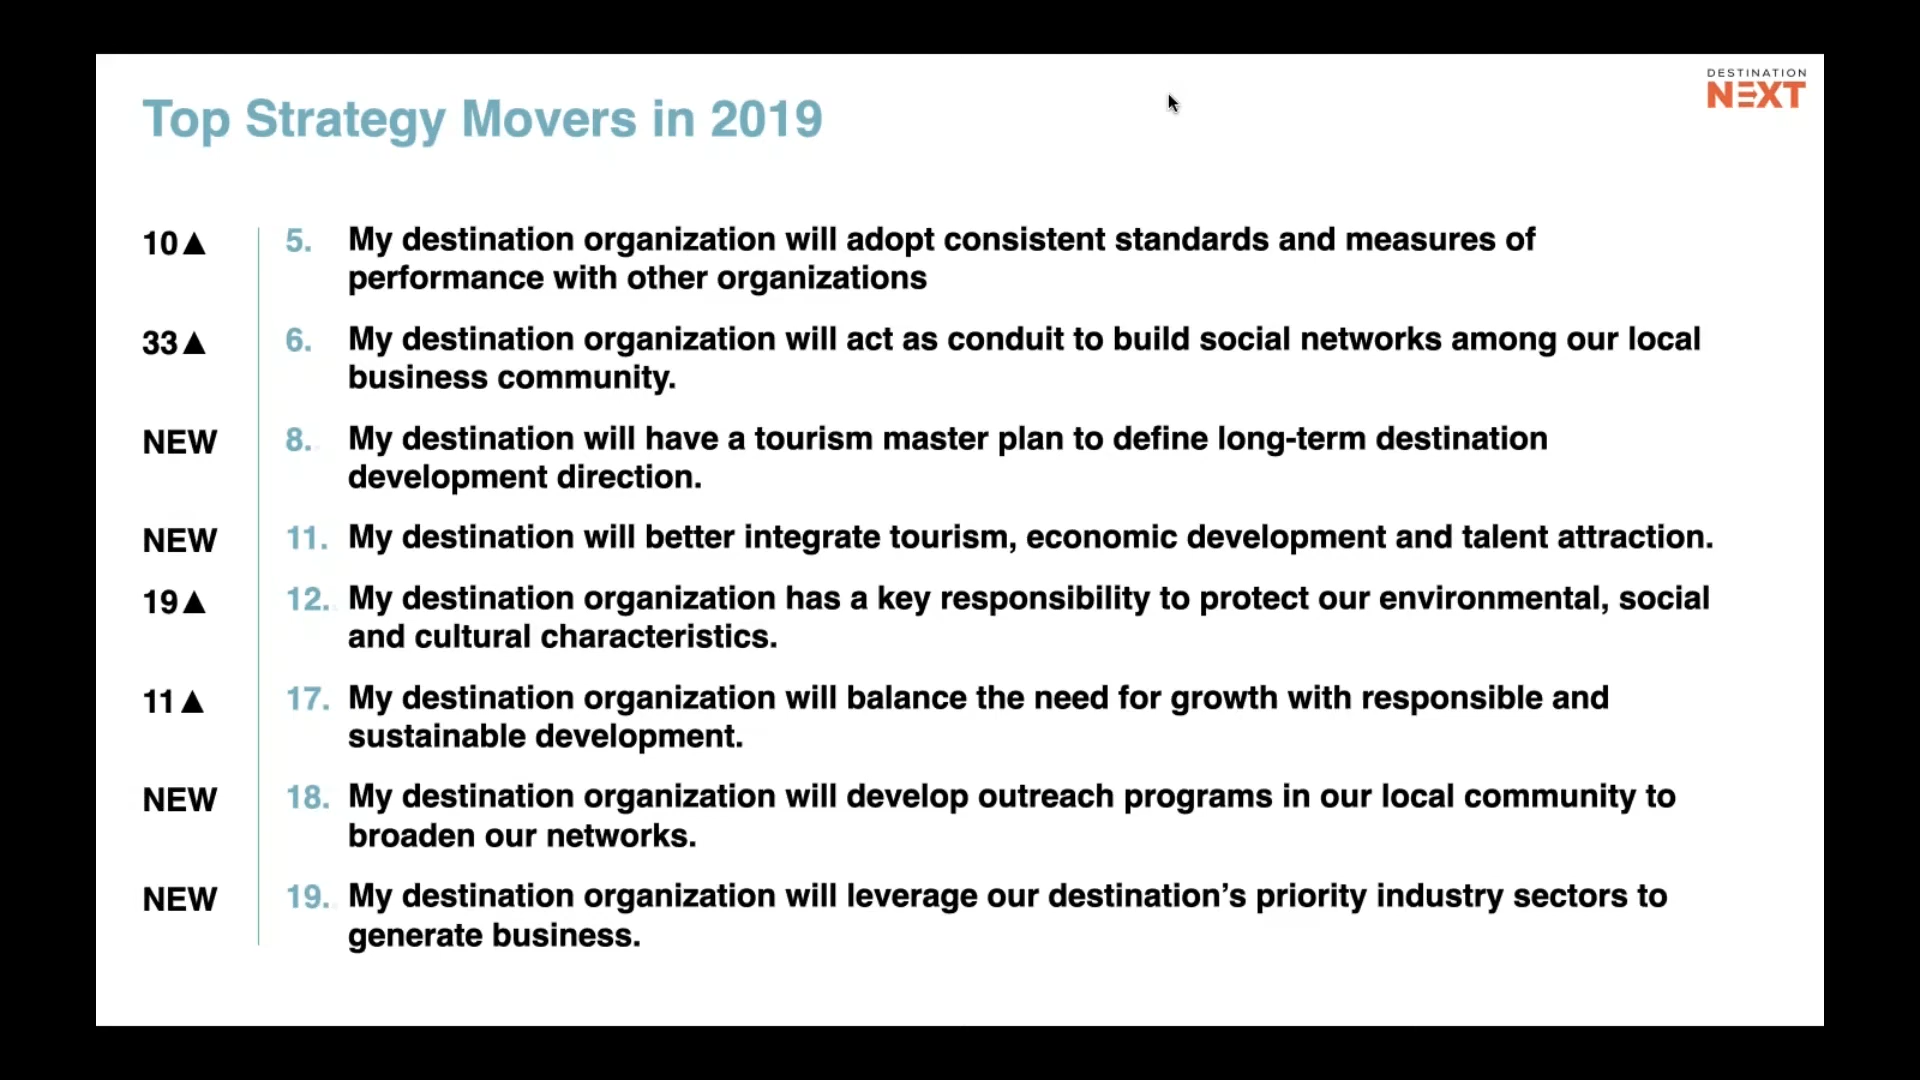 DESTINATION
NEXT
Top Strategy Movers in 2019
10▲ 5. My destination organization will adopt consistent standards and measures of
performance with other organizations
33▲ 6. My destination organization will act as conduit to build social networks among our local
business community.
NEW 8. My destination will have a tourism master plan to define long-term destination
development direction.
NEW 11. My destination will better integrate tourism, economic development and talent attraction.
19▲ 12. My destination organization has a key responsibility to protect our environmental, social
and cultural characteristics.
11▲ 17. My destination organization will balance the need for growth with responsible and
sustainable development.
NEW 18. My destination organization will develop outreach programs in our local community to
broaden our networks.
NEW 19. My destination organization will leverage our destination’s priority industry sectors to
generate business.